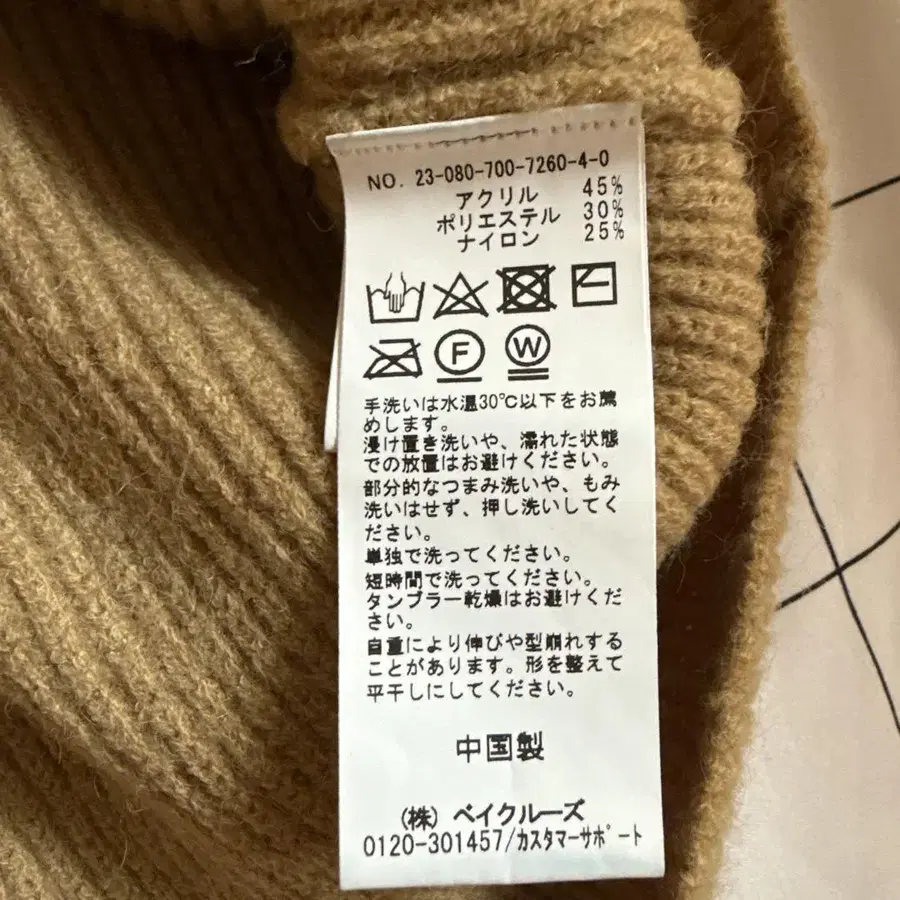 NO. 23-080-700-7260-4-0
アクリル 45%
ポリエステル 30%
ナイロン 25%
F W
手洗いは水温30℃以下をお薦
めします。
浸け置き洗いや、濡れた状態
での放置はお避けください。
部分的なつまみ洗いや、もみ
洗いはせず、押し洗いしてく
ださい。
単独で洗ってください。
短時間で洗ってください。
タンブラー乾燥はお避けくだ
さい。
自重により伸びや型崩れする
ことがあります。形を整えて
平干しにしてください。
中国製
(株) ベイクルーズ
0120-301457/カスタマーサポート